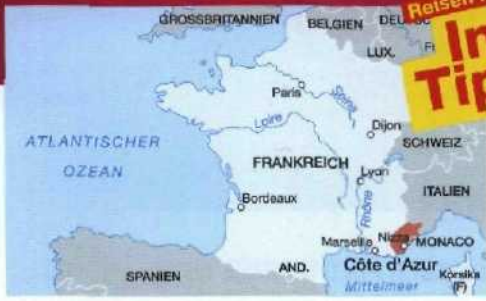 GROSSBRITANNIEN
BELGIEN
Reisen
LUX.
In
Tip
Paris
Seine
Loire
Dijon
ATLANTISCHER
OZEAN
SCHWEIZ
FRANKREICH
Lyon
ITALIEN
Bordeaux
Rhône
Marseille
Nizza
MONACO
SPANIEN
AND.
Côte d'Azur
Mittelmeer
Korsika
(F)